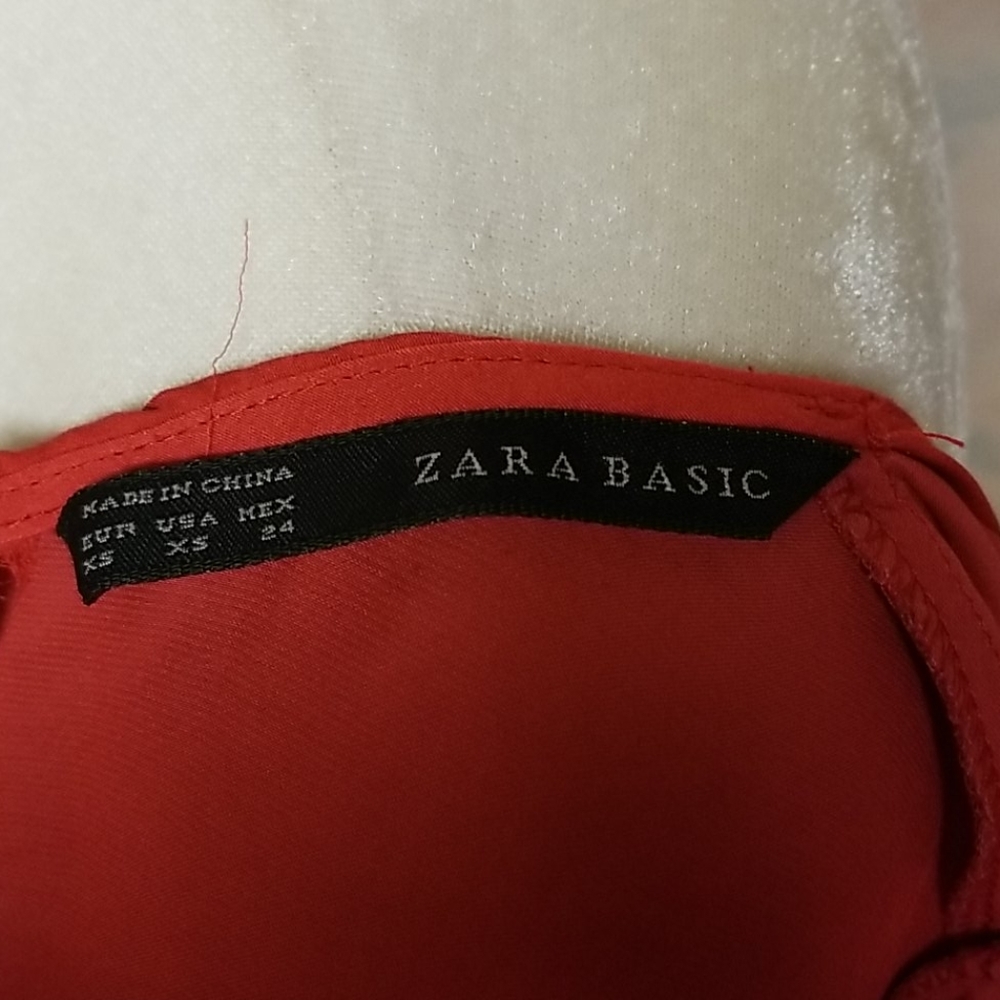 ZARA BASIC
MADE IN CHINA
EUR USA MEX
XS XS 24